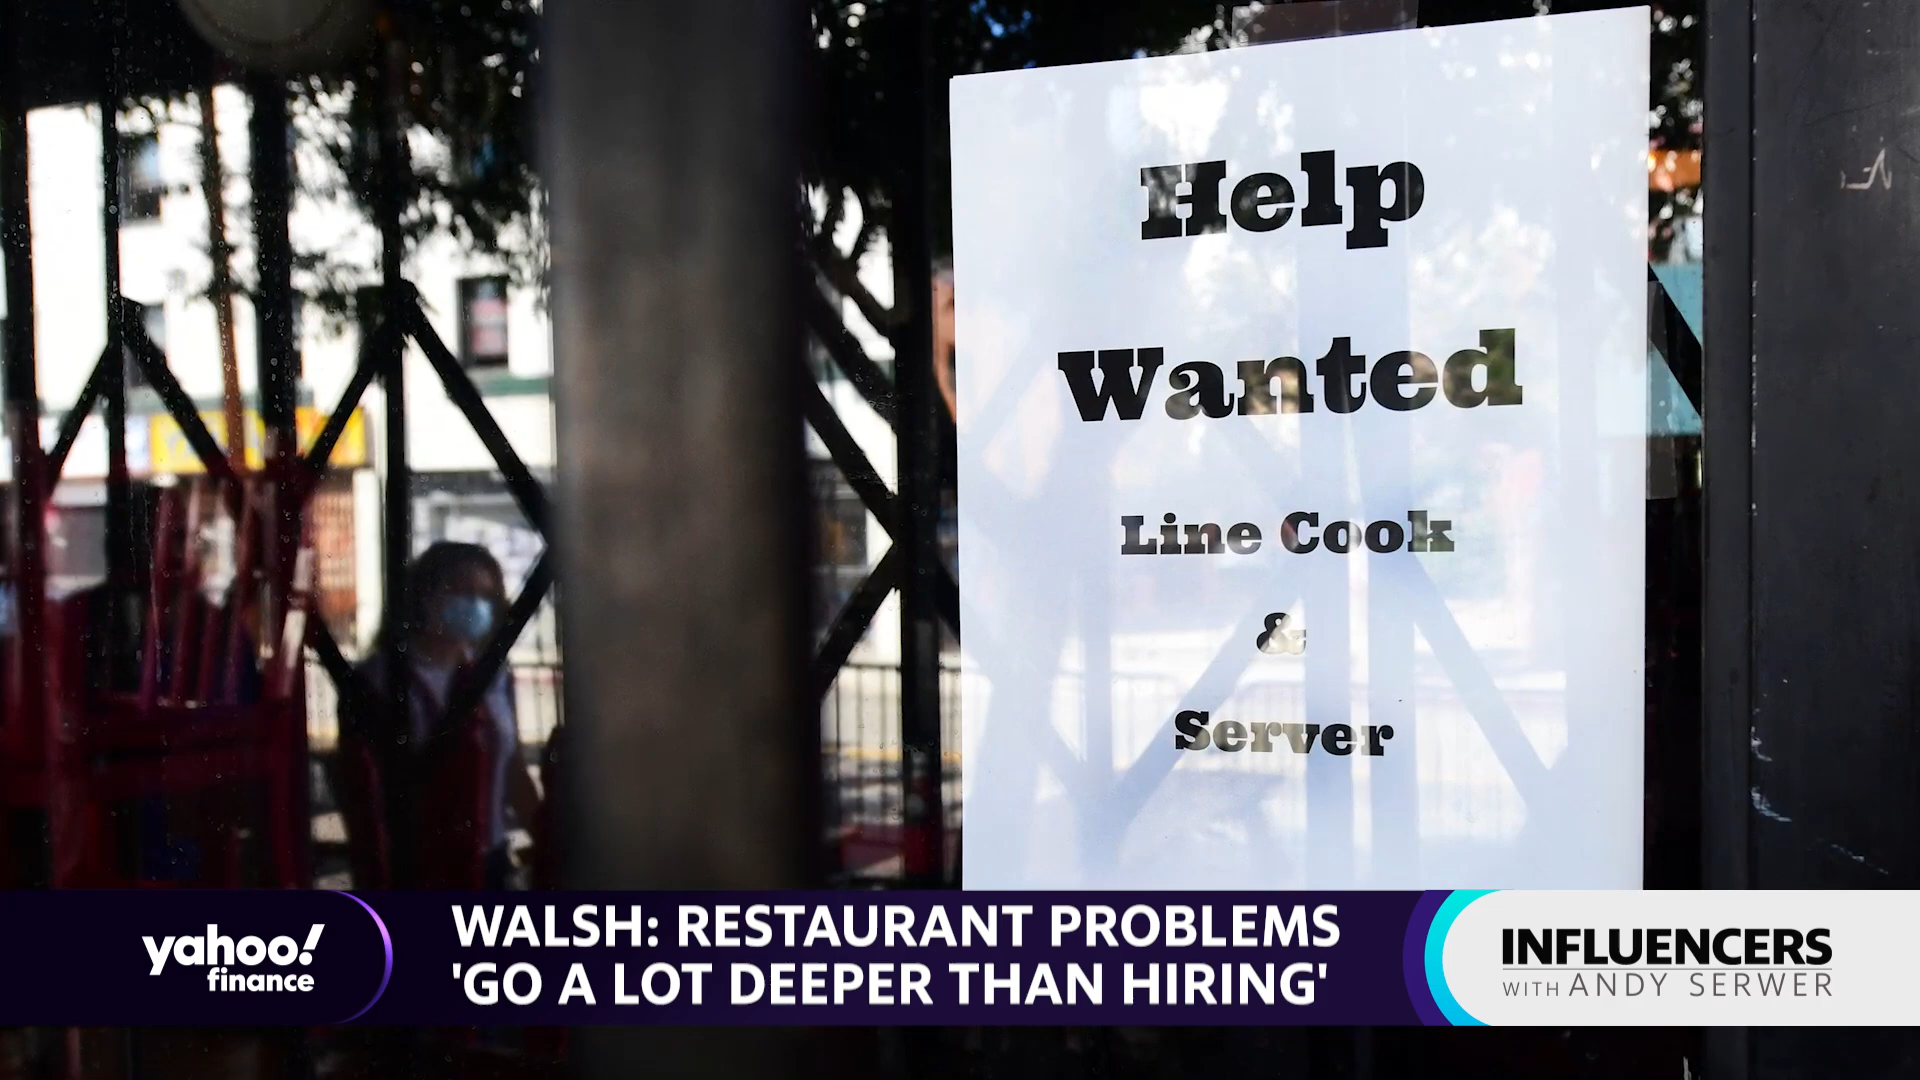 Help
Wanted
Line Cook
&
Server
yahoo!
finance
WALSH: RESTAURANT PROBLEMS
'GO A LOT DEEPER THAN HIRING'
INFLUENCERS
WITH ANDY SERWER